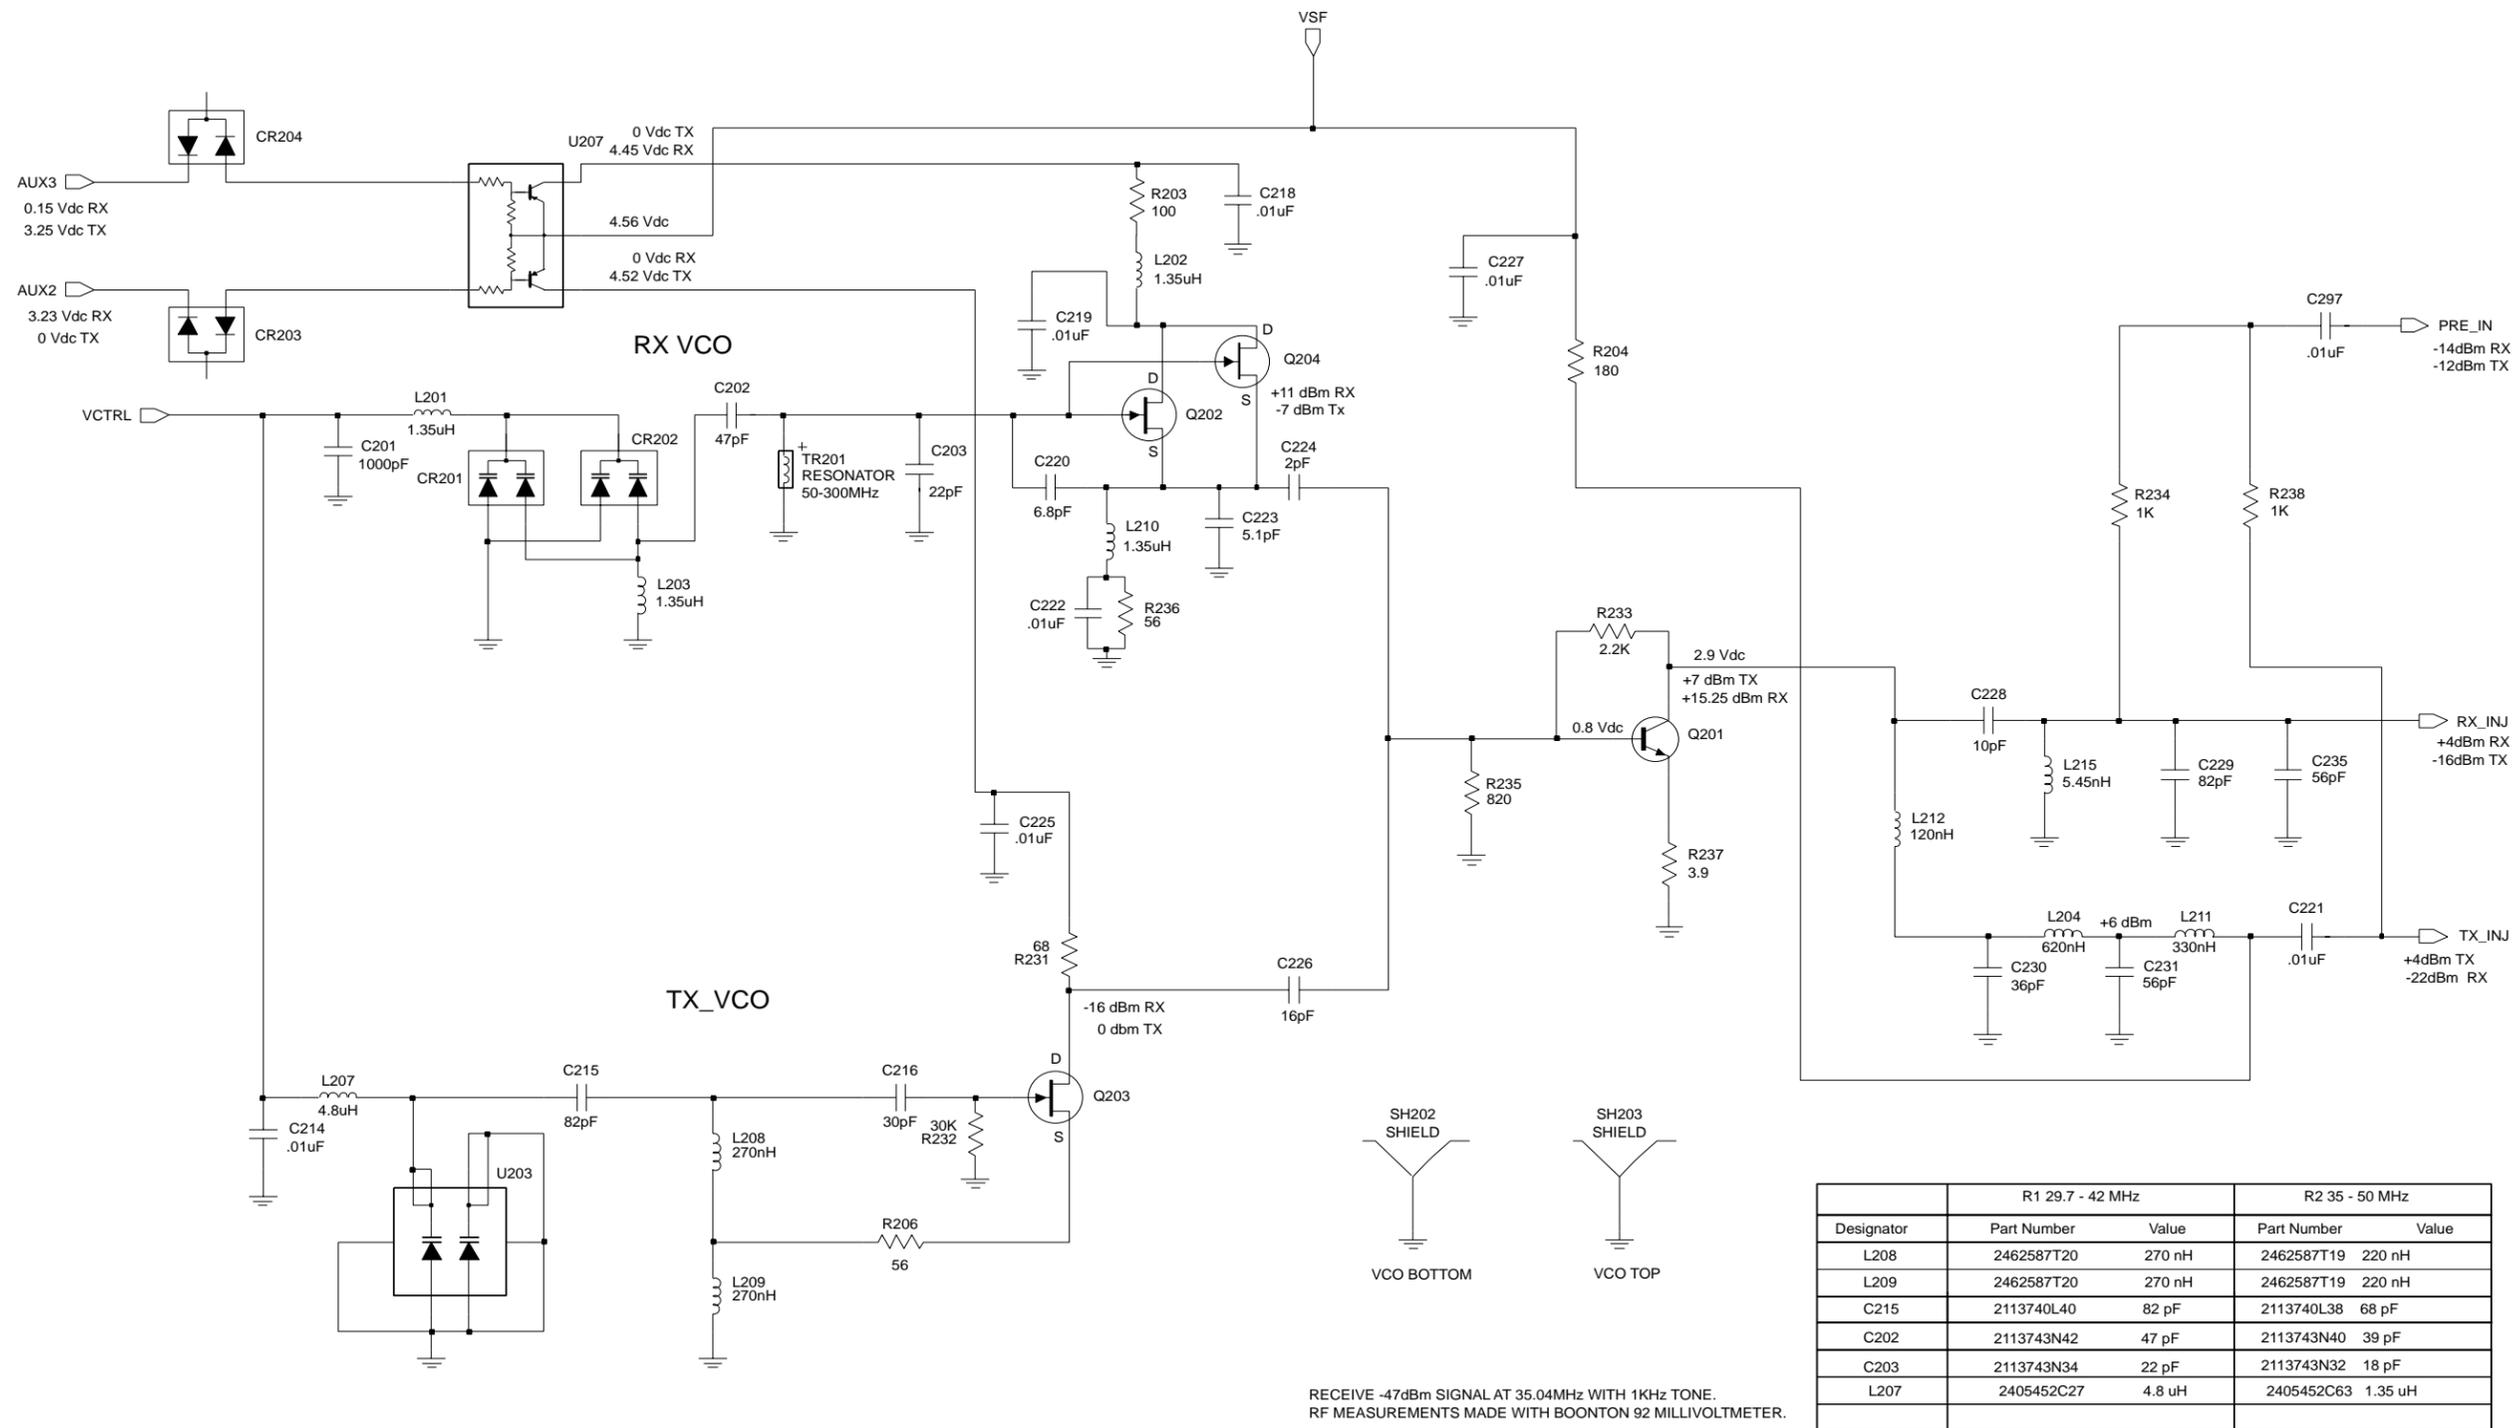 VSF
CR204
U207
0 Vdc TX
4.45 Vdc RX
AUX3
0.15 Vdc RX
3.25 Vdc TX
R203
100
C218
.01uF
4.56 Vdc
0 Vdc RX
4.52 Vdc TX
L202
1.35uH
C227
.01uF
AUX2
3.23 Vdc RX
0 Vdc TX
CR203
RX VCO
C219
.01uF
D
Q204
R204
180
C297
.01uF
PRE_IN
-14dBm RX
-12dBm TX
VCTRL
L201
1.35uH
C202
47pF
D
Q202
S
+11 dBm RX
-7 dBm Tx
S
C201
1000pF
CR201
CR202
+
TR201
RESONATOR
50-300MHz
C203
22pF
C220
6.8pF
C224
2pF
L210
1.35uH
C223
5.1pF
R234
1K
R238
1K
L203
1.35uH
C222
.01uF
R236
56
R233
2.2K
2.9 Vdc
+7 dBm TX
+15.25 dBm RX
0.8 Vdc
Q201
C228
10pF
RX_INJ
+4dBm RX
-16dBm TX
R235
820
L215
5.45nH
C229
82pF
C235
56pF
C225
.01uF
L212
120nH
R237
3.9
68
R231
L204
620nH
+6 dBm
L211
330nH
C221
.01uF
TX_INJ
+4dBm TX
-22dBm RX
C230
36pF
C231
56pF
TX_VCO
-16 dBm RX
0 dbm TX
C226
16pF
L207
4.8uH
C215
82pF
C216
30pF
D
Q203
S
C214
.01uF
30K
R232
L208
270nH
U203
R206
56
L209
270nH
SH202
SHIELD
VCO BOTTOM
SH203
SHIELD
VCO TOP
R1 29.7 - 42 MHz R2 35 - 50 MHz
Designator Part Number Value Part Number Value
L208 2462587T20 270 nH 2462587T19 220 nH
L209 2462587T20 270 nH 2462587T19 220 nH
C215 2113740L40 82 pF 2113740L38 68 pF
C202 2113743N42 47 pF 2113743N40 39 pF
C203 2113743N34 22 pF 2113743N32 18 pF
L207 2405452C27 4.8 uH 2405452C63 1.35 uH
RECEIVE -47dBm SIGNAL AT 35.04MHz WITH 1KHz TONE.
RF MEASUREMENTS MADE WITH BOONTON 92 MILLIVOLTMETER.